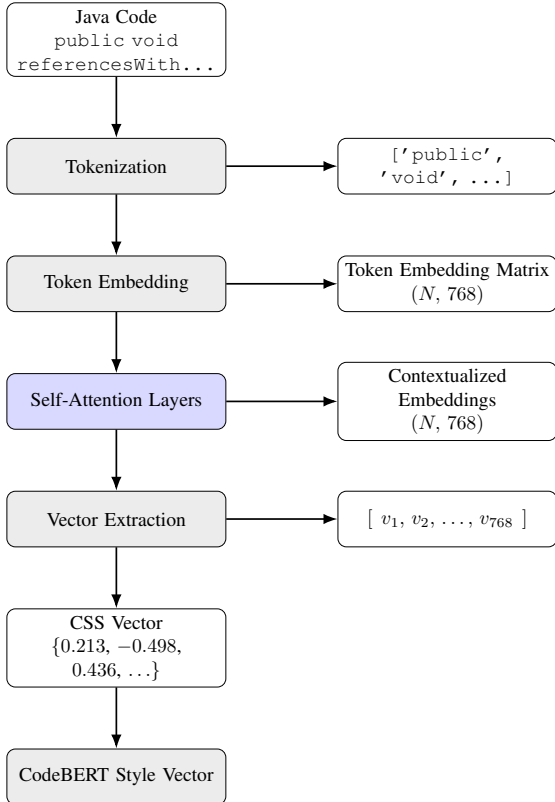 Java Code
public void
referencesWith...
Tokenization
['public',
'void', ...]
Token Embedding
Token Embedding Matrix
(N, 768)
Self-Attention Layers
Contextualized
Embeddings
(N, 768)
Vector Extraction
[ v₁, v₂, …, v₇₆₈ ]
CSS Vector
{0.213, −0.498,
0.436, …}
CodeBERT Style Vector